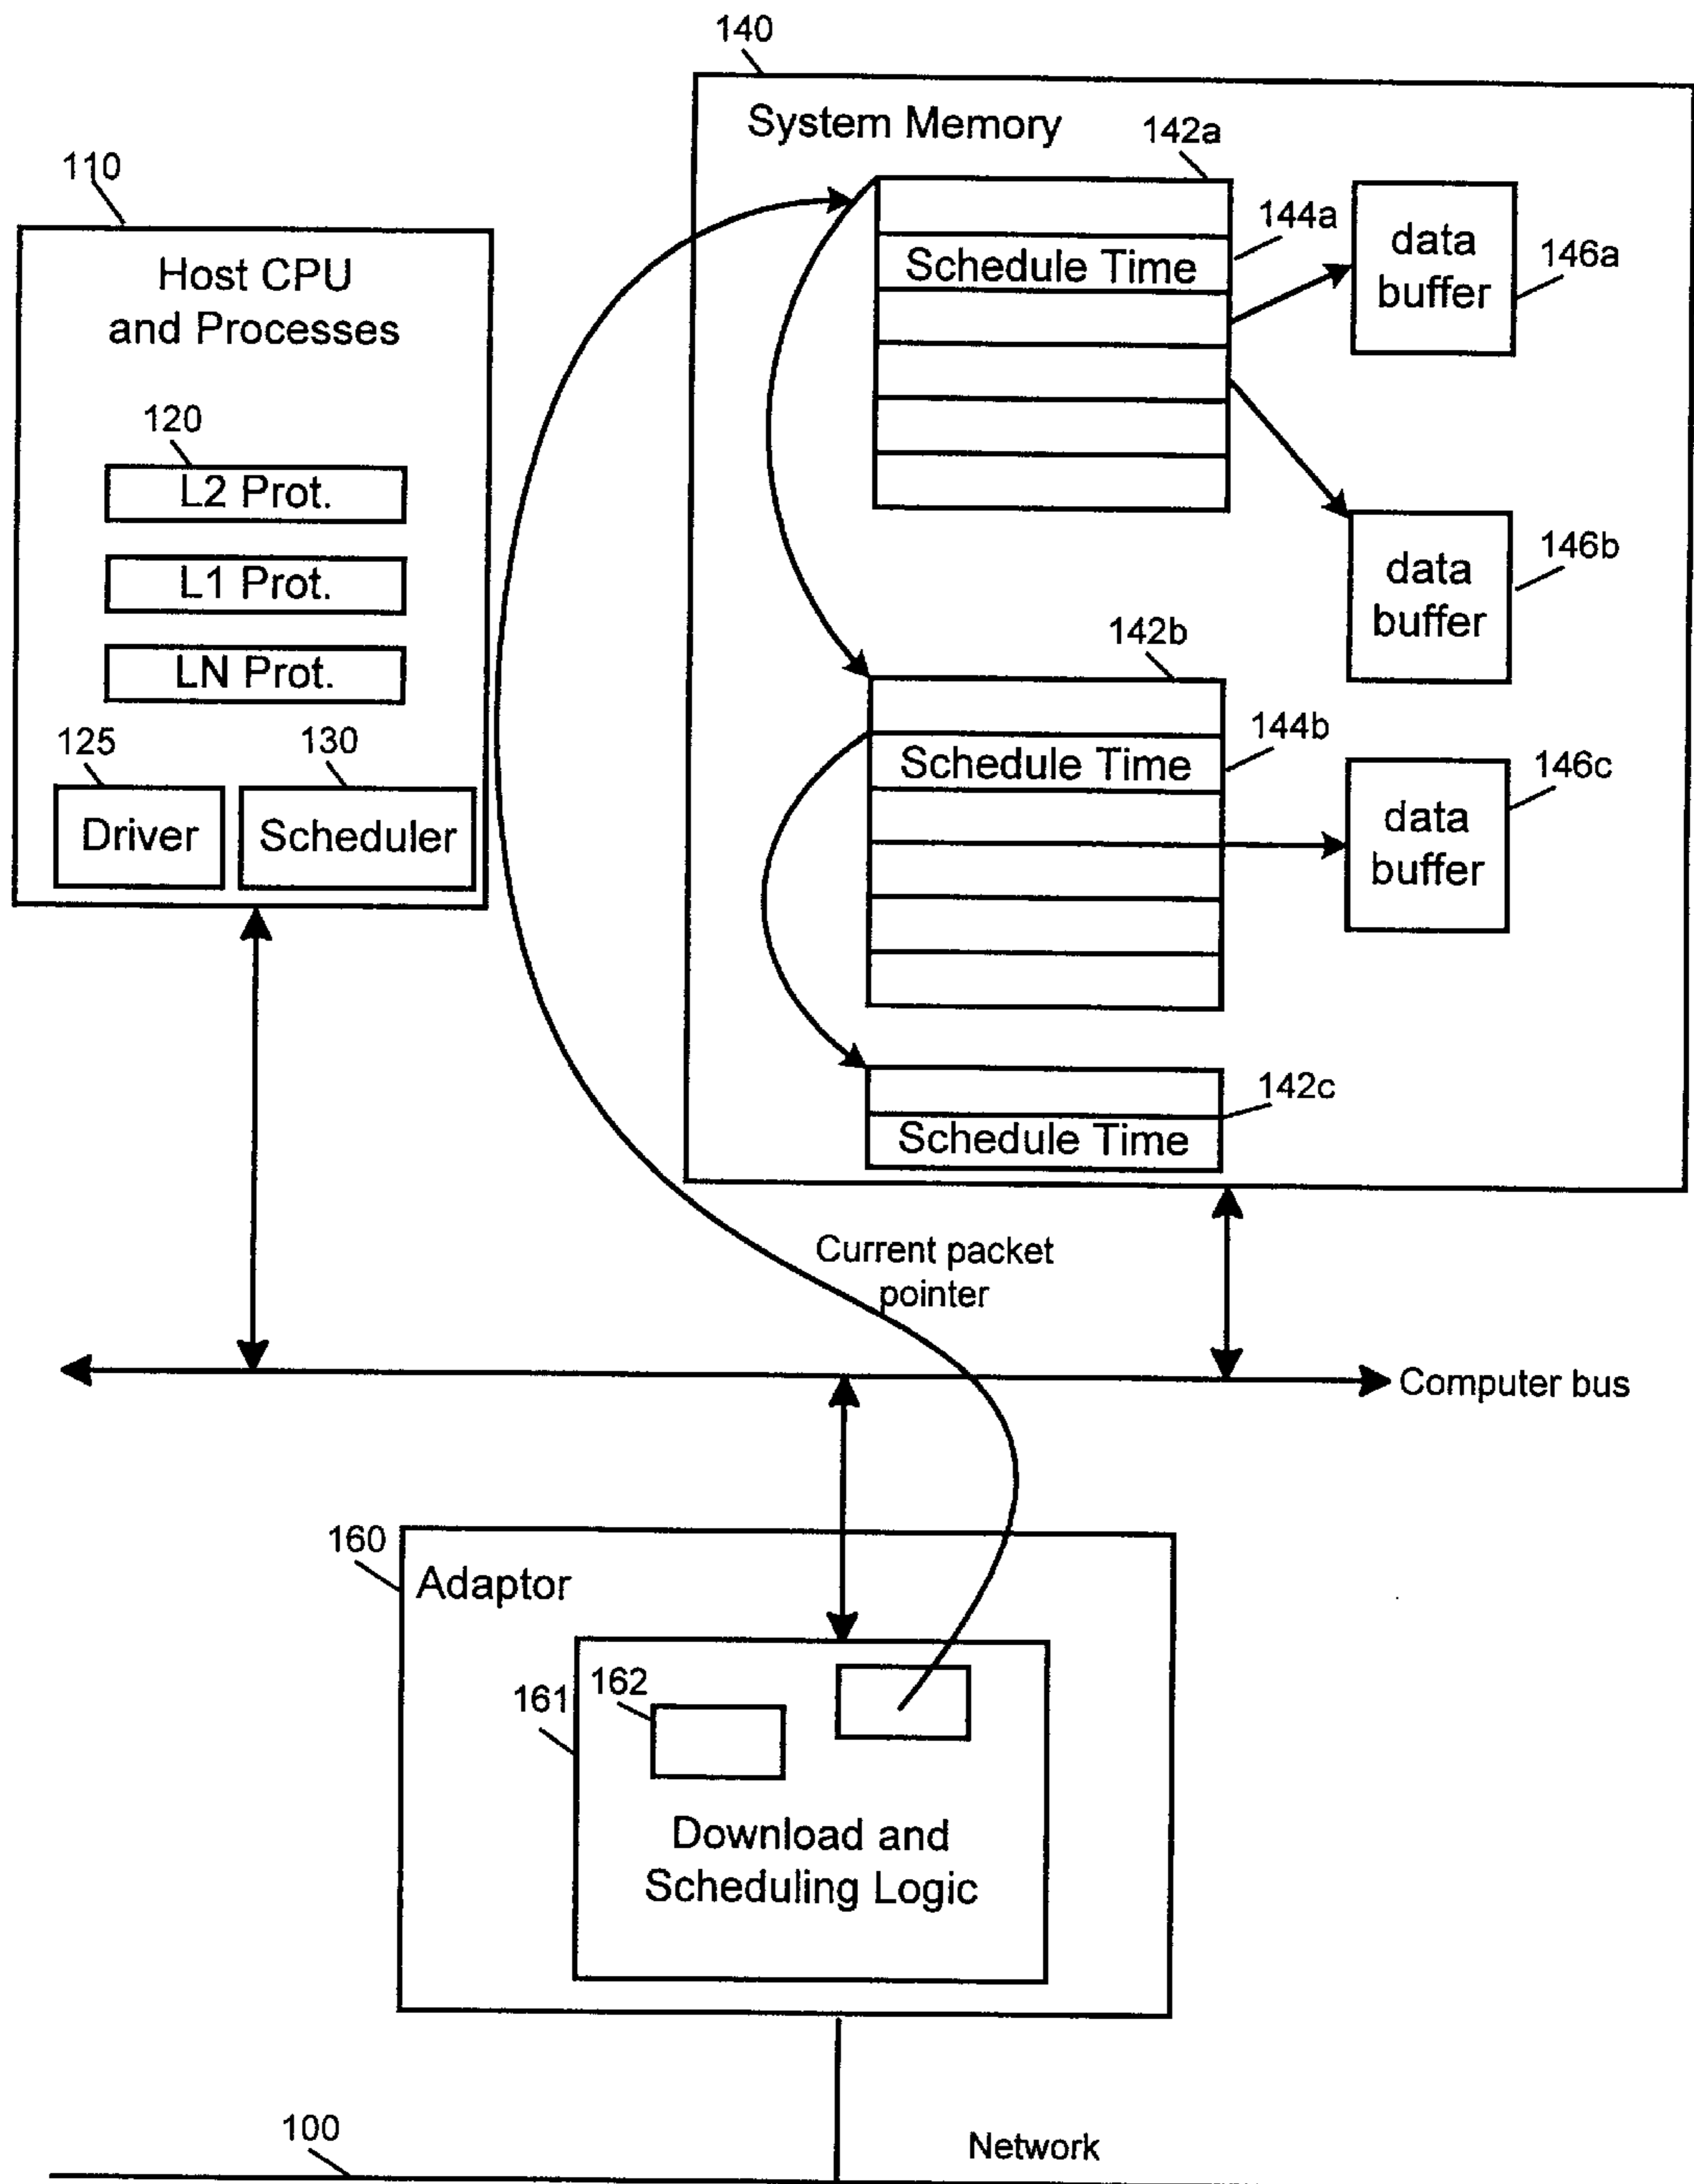 140
System Memory
142a
110
144a
Schedule Time
data
buffer
146a
Host CPU
and Processes
120
L2 Prot.
L1 Prot.
LN Prot.
146b
data
buffer
142b
144b
Schedule Time
146c
data
buffer
125
130
Driver
Scheduler
142c
Schedule Time
Current packet
pointer
Computer bus
160
Adaptor
161
162
Download and
Scheduling Logic
100
Network